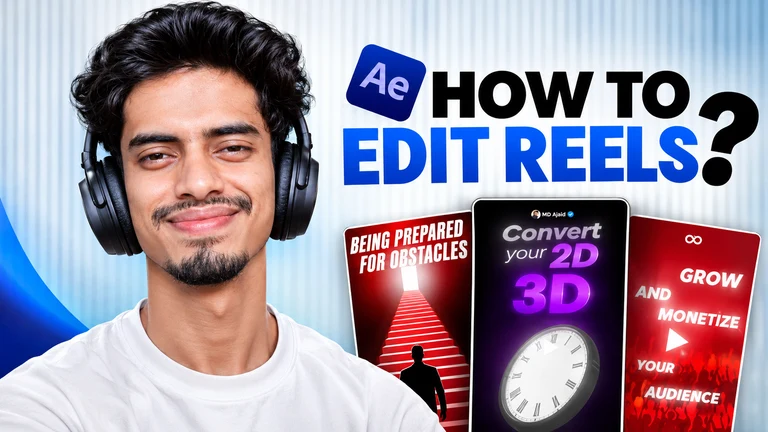 Ae
HOW TO
EDIT REELS?
BEING PREPARED
FOR OBSTACLES
MD Ajaid
Convert
your 2D
3D
GROW
AND
MONETIZE
YOUR
AUDIENCE